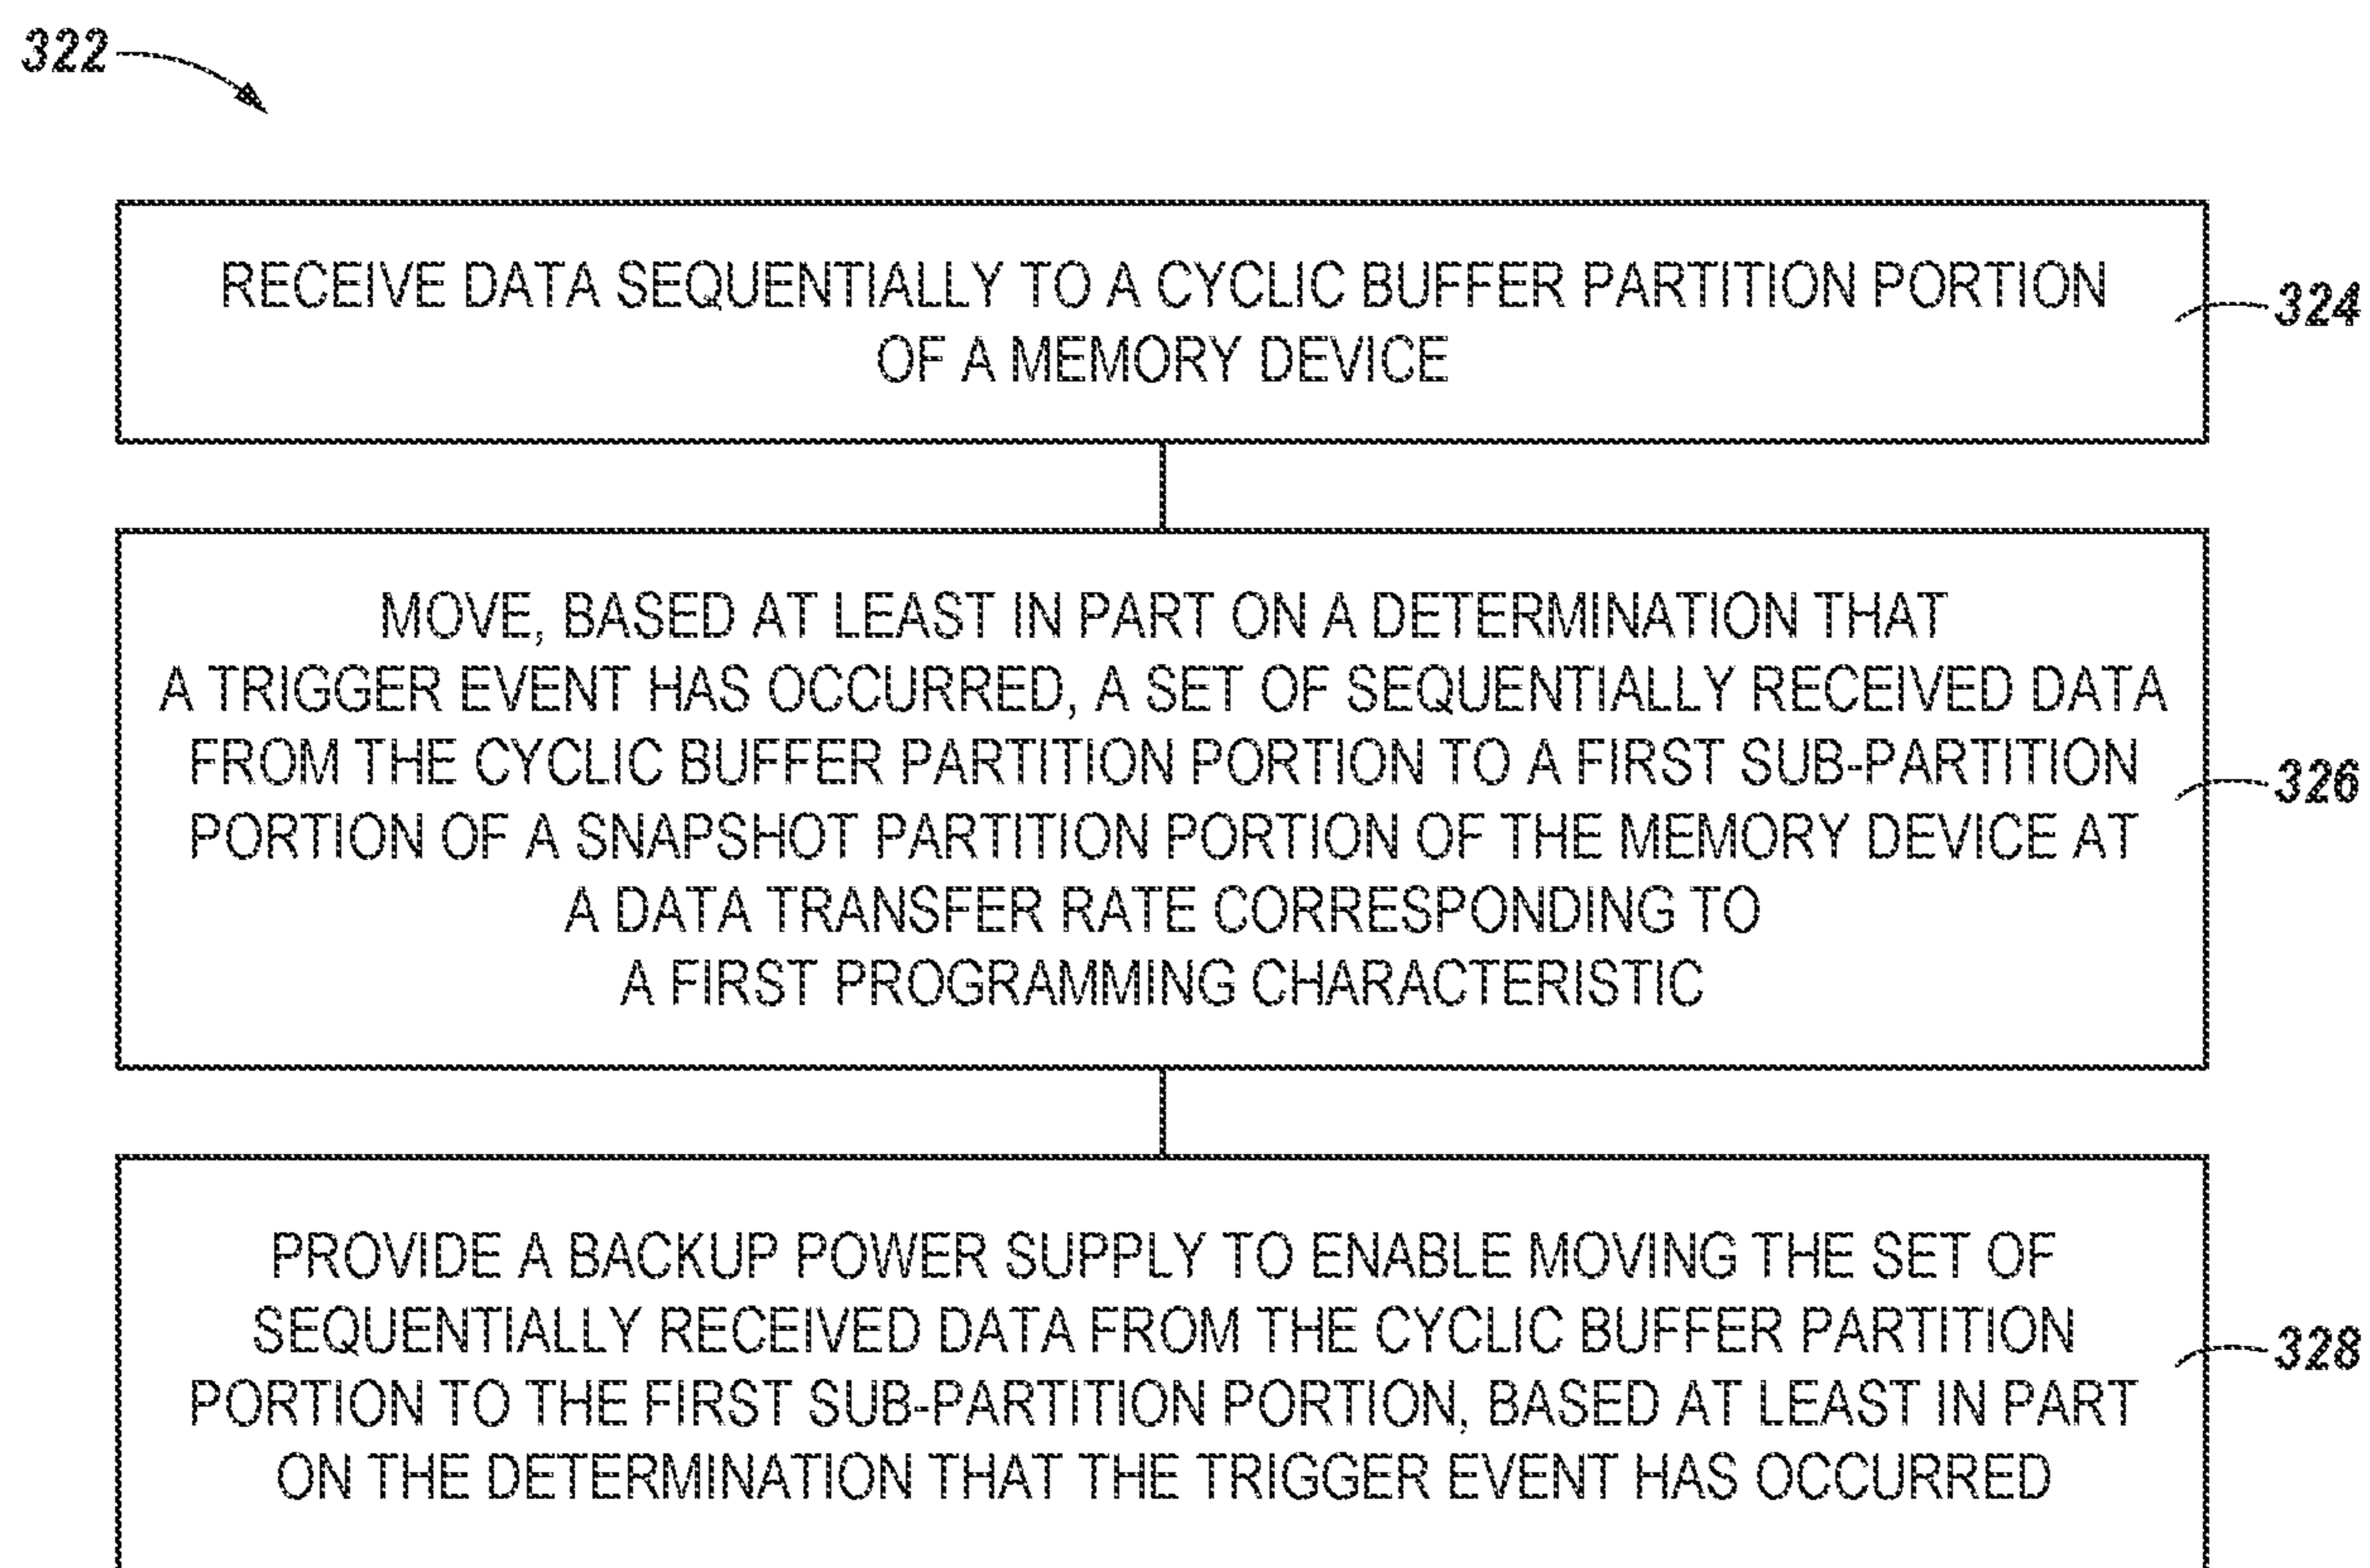 322
RECEIVE DATA SEQUENTIALLY TO A CYCLIC BUFFER PARTITION PORTION
OF A MEMORY DEVICE
324
MOVE, BASED AT LEAST IN PART ON A DETERMINATION THAT
A TRIGGER EVENT HAS OCCURRED, A SET OF SEQUENTIALLY RECEIVED DATA
FROM THE CYCLIC BUFFER PARTITION PORTION TO A FIRST SUB-PARTITION
PORTION OF A SNAPSHOT PARTITION PORTION OF THE MEMORY DEVICE AT
A DATA TRANSFER RATE CORRESPONDING TO
A FIRST PROGRAMMING CHARACTERISTIC
326
PROVIDE A BACKUP POWER SUPPLY TO ENABLE MOVING THE SET OF
SEQUENTIALLY RECEIVED DATA FROM THE CYCLIC BUFFER PARTITION
PORTION TO THE FIRST SUB-PARTITION PORTION, BASED AT LEAST IN PART
ON THE DETERMINATION THAT THE TRIGGER EVENT HAS OCCURRED
328